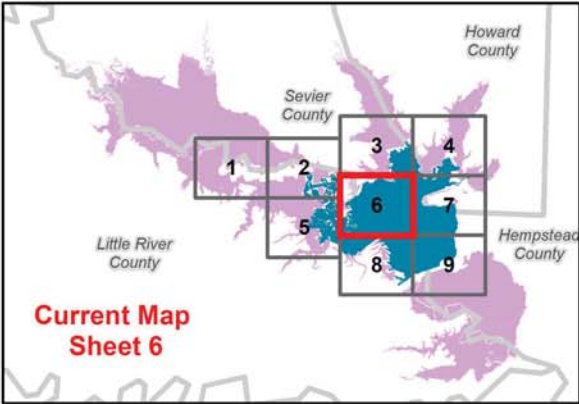 Howard
County
Sevier
County
3
4
1
2
6
7
5
Little River
County
Hempstead
County
8
9
Current Map
Sheet 6